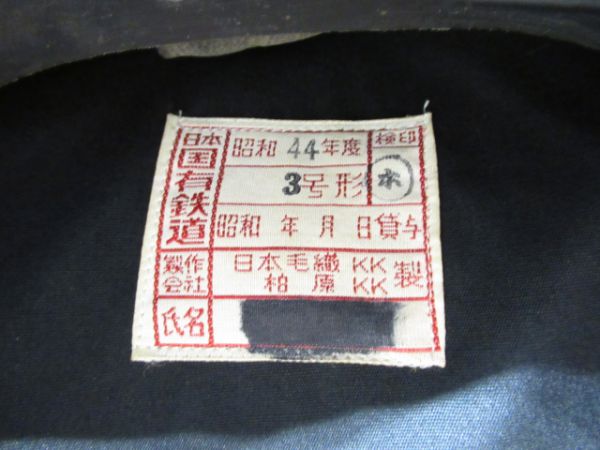 日本国有鉄道
昭和 44年度
検印
木
3号形
昭和 年 月 日貸与
製作会社
日本毛織KK
柏原KK
製
氏名